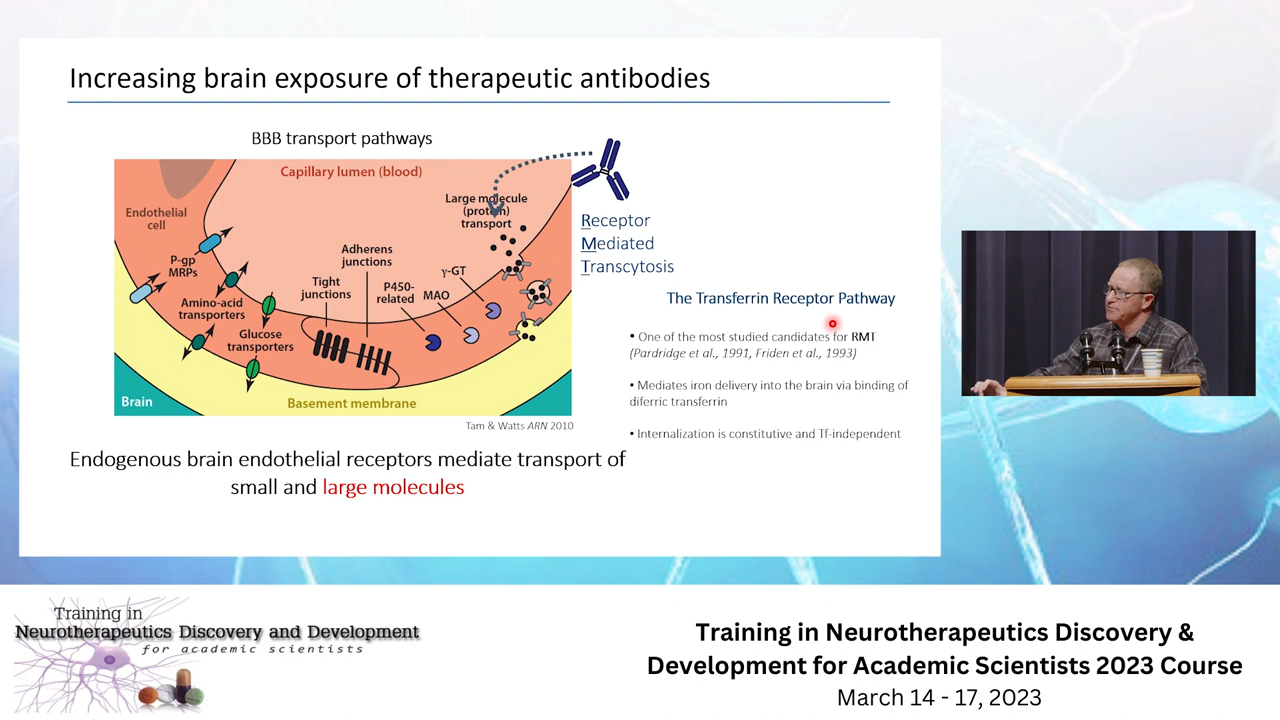 Increasing brain exposure of therapeutic antibodies
BBB transport pathways
Capillary lumen (blood)
Large molecule
(protein)
transport
Endothelial
cell
P-gp
MRPs
Adherens
junctions
Tight
junctions
P450-
related
MAO
γ-GT
Amino-acid
transporters
Glucose
transporters
Brain
Basement membrane
Tam & Watts ARN 2010
Endogenous brain endothelial receptors mediate transport of
small and large molecules
Receptor
Mediated
Transcytosis
The Transferrin Receptor Pathway
• One of the most studied candidates for RMT
(Pardridge et al., 1991, Friden et al., 1993)
• Mediates iron delivery into the brain via binding of
diferric transferrin
• Internalization is constitutive and Tf-independent
Training in
Neurotherapeutics Discovery and Development
for academic scientists
Training in Neurotherapeutics Discovery &
Development for Academic Scientists 2023 Course
March 14 - 17, 2023